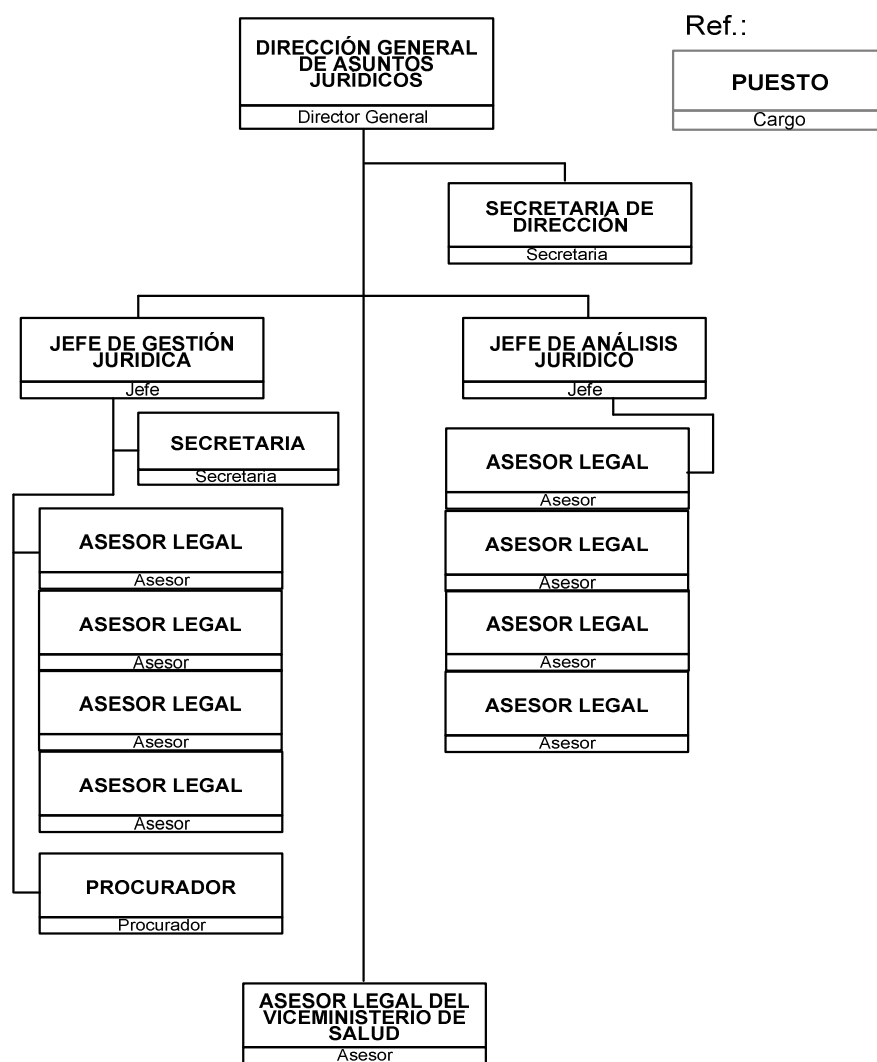 Ref.:
PUESTO
Cargo
DIRECCIÓN GENERAL
DE ASUNTOS
JURIDICOS
Director General
SECRETARIA DE
DIRECCIÓN
Secretaria
JEFE DE GESTIÓN
JURIDICA
Jefe
SECRETARIA
Secretaria
ASESOR LEGAL
Asesor
ASESOR LEGAL
Asesor
ASESOR LEGAL
Asesor
ASESOR LEGAL
Asesor
PROCURADOR
Procurador
JEFE DE ANÁLISIS
JURIDICO
Jefe
ASESOR LEGAL
Asesor
ASESOR LEGAL
Asesor
ASESOR LEGAL
Asesor
ASESOR LEGAL
Asesor
ASESOR LEGAL DEL
VICEMINISTERIO DE
SALUD
Asesor